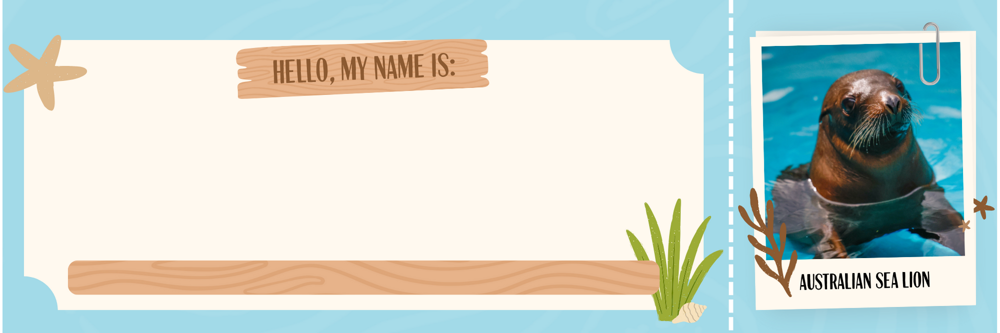 HELLO, MY NAME IS:
AUSTRALIAN SEA LION